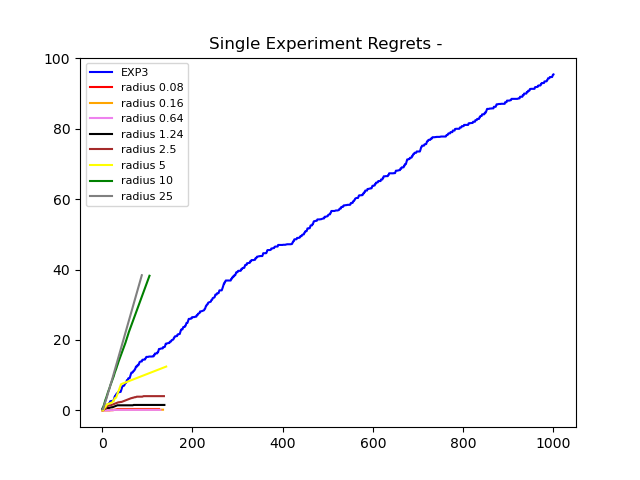 Single Experiment Regrets -
100
80
60
40
20
0
EXP3
radius 0.08
radius 0.16
radius 0.64
radius 1.24
radius 2.5
radius 5
radius 10
radius 25
0 200 400 600 800 1000